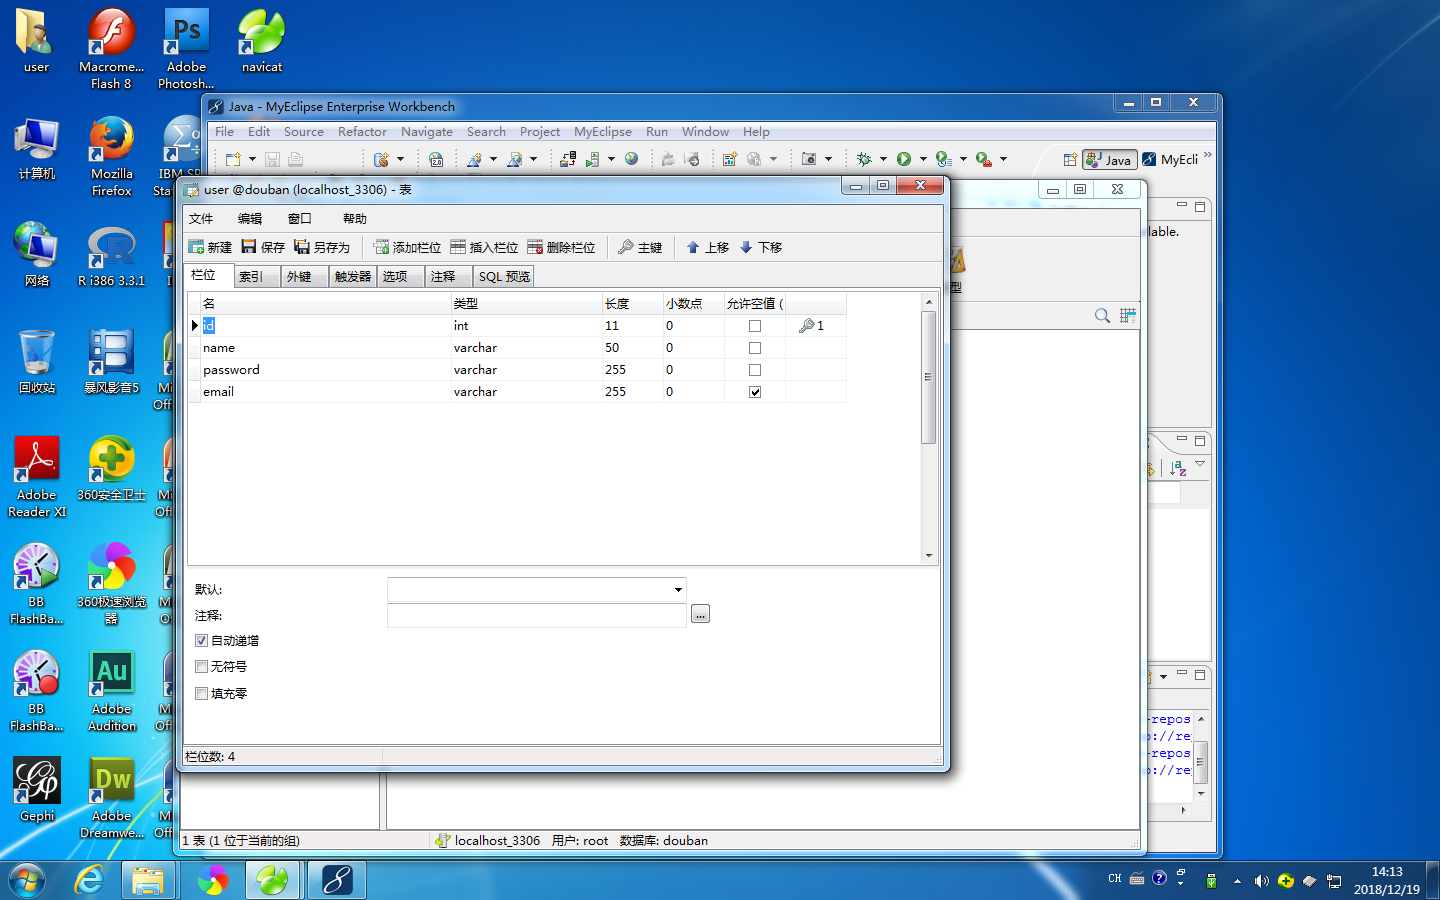 user
Macrome...
Flash 8
Adobe
Photosh...
navicat
计算机
Mozilla
Firefox
IBM SP
Stat
网络
R i386 3.3.1
回收站
暴风影音5
Mi
Off
Adobe
Reader XI
360安全卫士
Mi
Off
BB
FlashBa...
360极速浏览
器
Mi
Of
BB
FlashBa...
Adobe
Audition
M
Off
Gephi
Adobe
Dreamwe...
Mi
Off
Java - MyEclipse Enterprise Workbench
File Edit Source Refactor Navigate Search Project MyEclipse Run Window Help
Java MyEcli
lable.
型
user @douban (localhost_3306) - 表
文件 编辑 窗口 帮助
新建 保存 另存为 添加栏位 插入栏位 删除栏位 主键 上移 下移
栏位 索引 外键 触发器 选项 注释 SQL 预览
名 类型 长度 小数点 允许空值 (
id int 11 0 1
name varchar 50 0
password varchar 255 0
email varchar 255 0
默认:
注释:
...
自动递增
无符号
填充零
栏位数: 4
-repos
://re
-repos
://re
1 表 (1 位于当前的组) localhost_3306 用户: root 数据库: douban
CH
14:13
2018/12/19